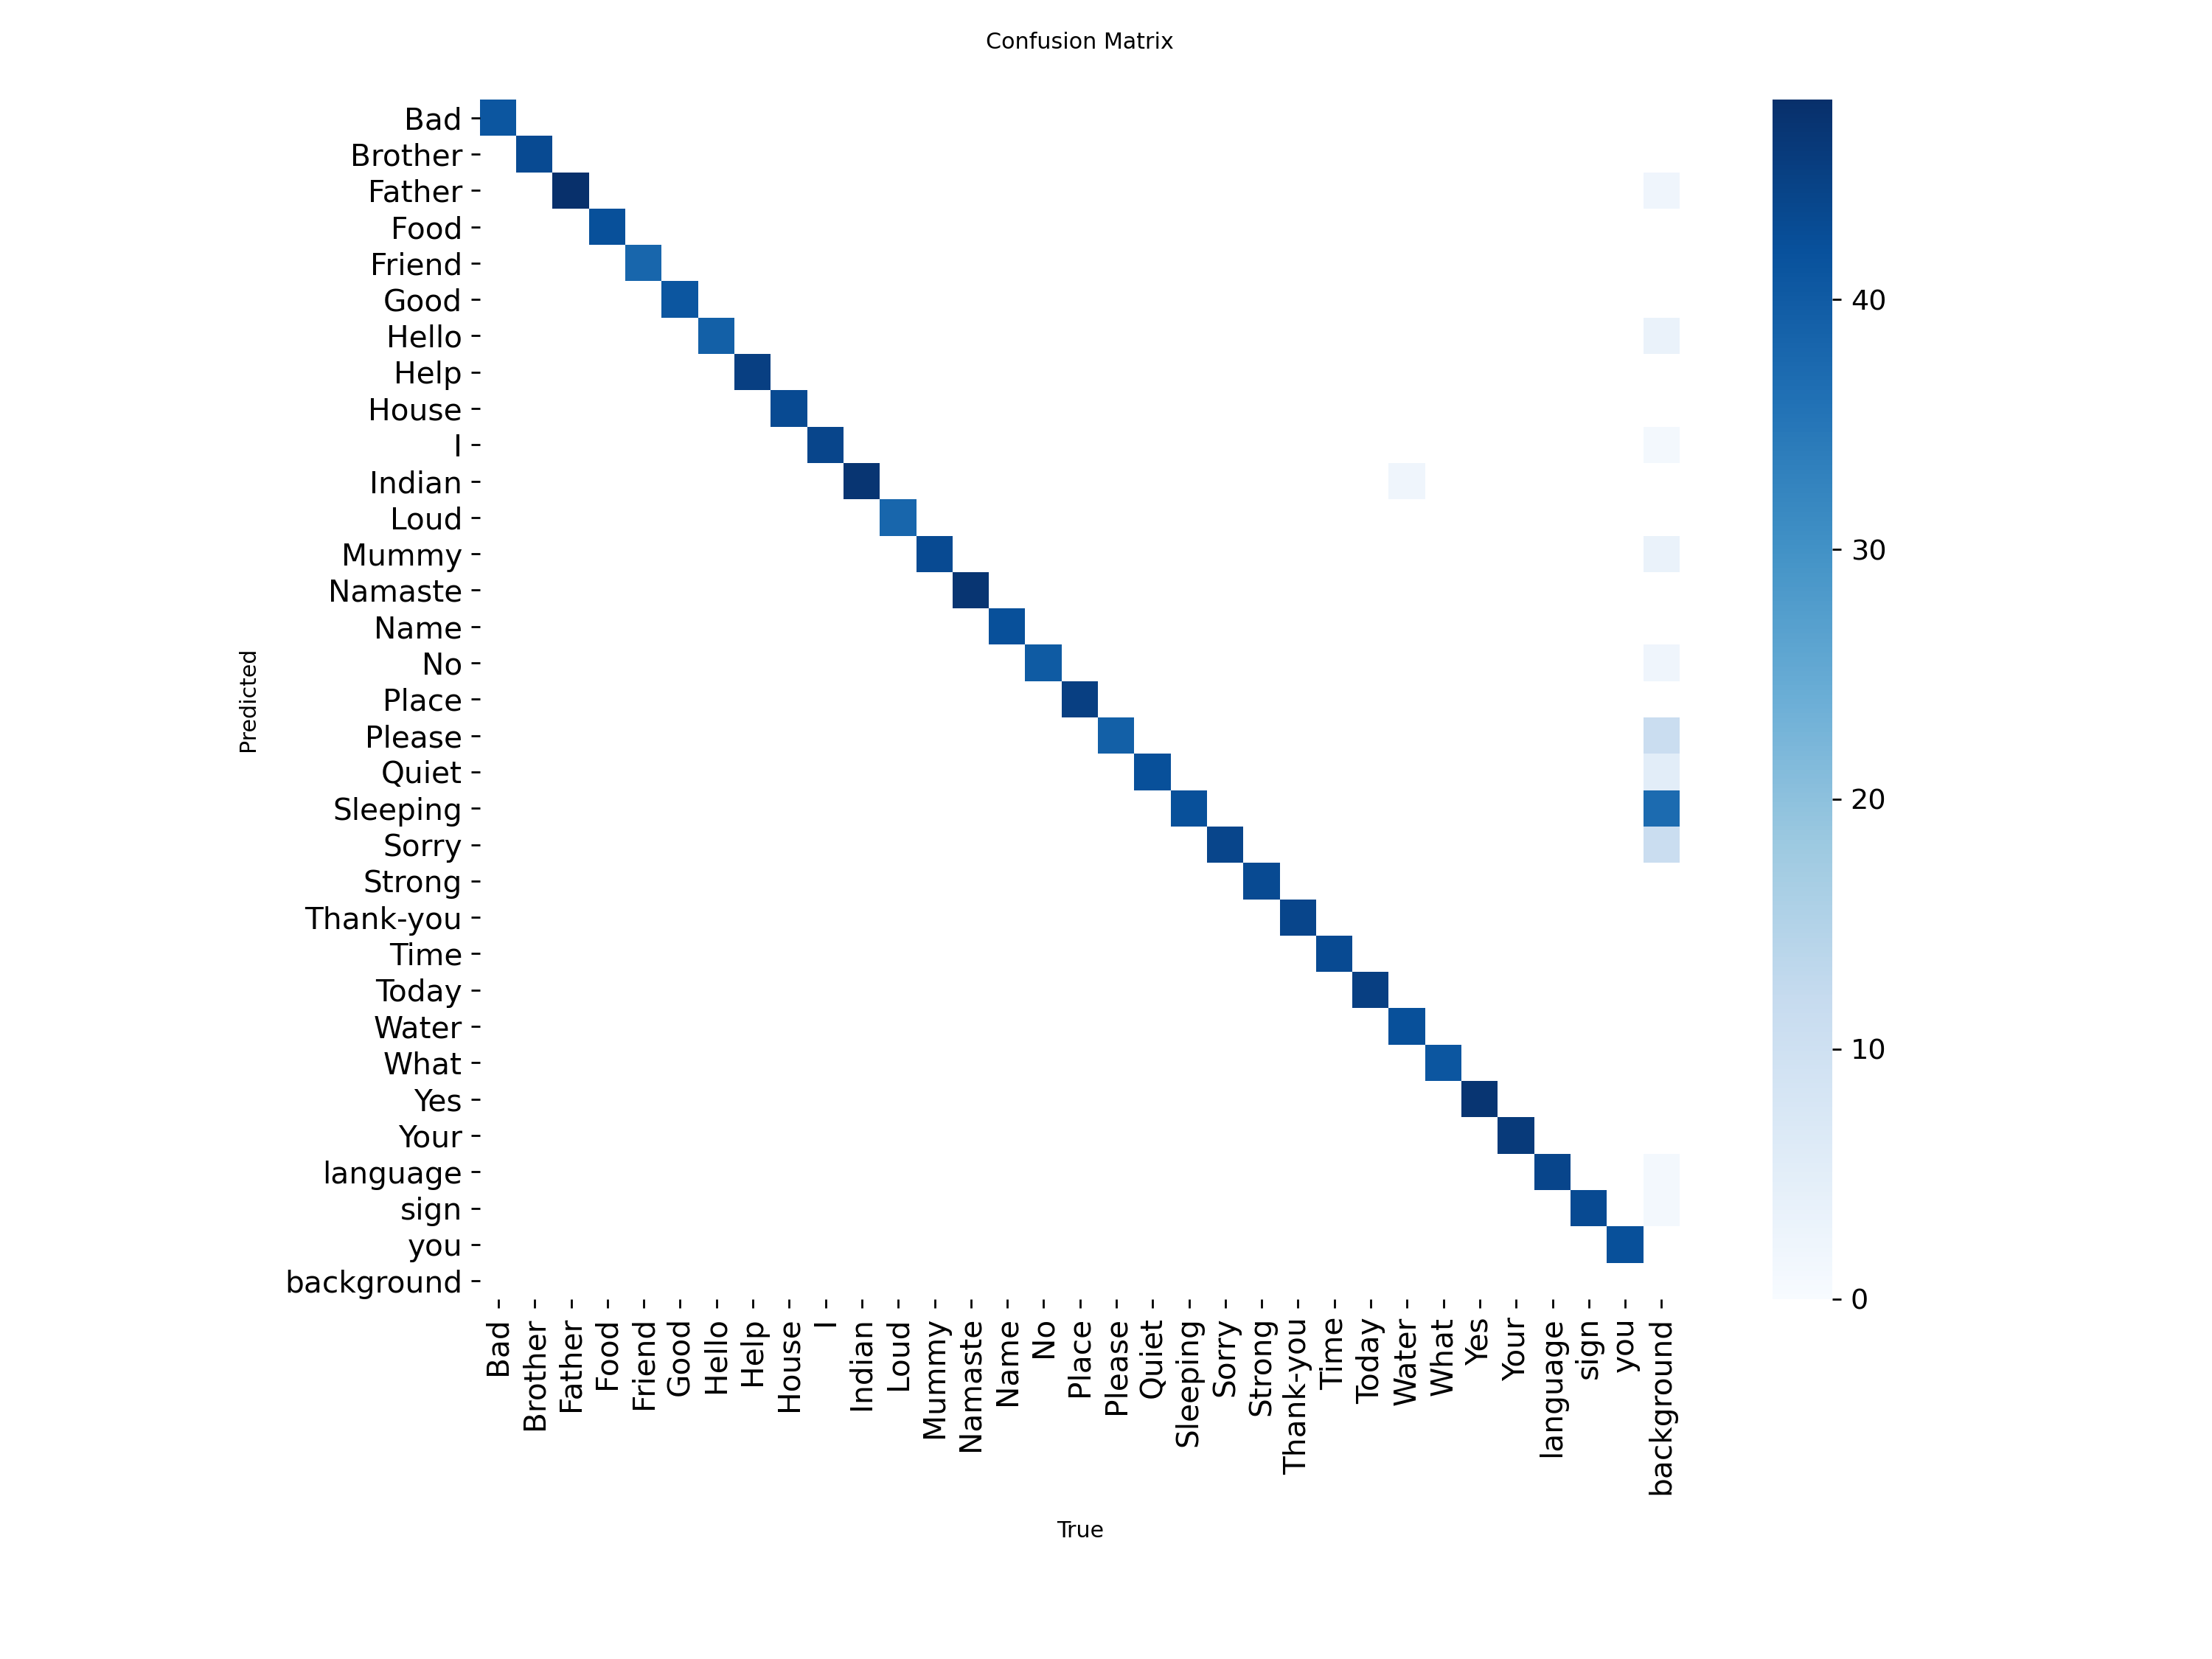 Confusion Matrix
Bad
Brother
Father
Food
Friend
Good
Hello
Help
House
I
Indian
Loud
Mummy
Namaste
Name
No
Place
Please
Quiet
Sleeping
Sorry
Strong
Thank-you
Time
Today
Water
What
Yes
Your
language
sign
you
background
Predicted
Bad
Brother
Father
Food
Friend
Good
Hello
Help
House
I
Indian
Loud
Mummy
Namaste
Name
No
Place
Please
Quiet
Sleeping
Sorry
Strong
Thank-you
Time
Today
Water
What
Yes
Your
language
sign
you
background
True
40
30
20
10
0